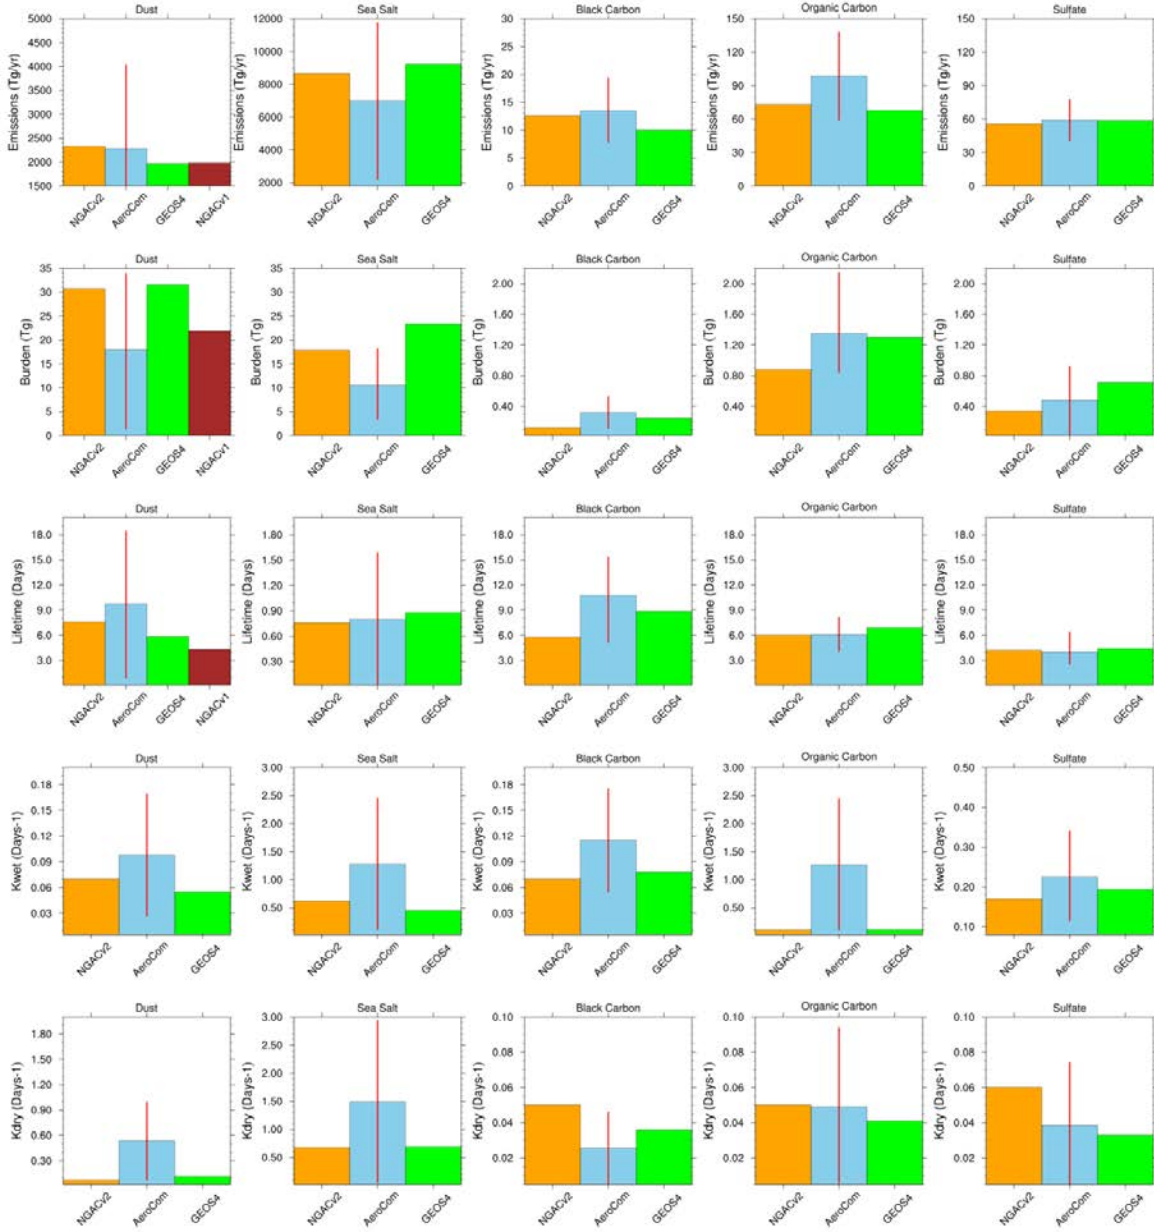 Dust
Emissions (Tg/yr)
5000
4500
4000
3500
3000
2500
2000
1500
NGACv2 AeroCom GEOS4 NGACv1
Sea Salt
Emissions (Tg/yr)
12000
10000
8000
6000
4000
2000
NGACv2 AeroCom GEOS4
Black Carbon
Emissions (Tg/yr)
30
25
20
15
10
5
0
NGACv2 AeroCom GEOS4
Organic Carbon
Emissions (Tg/yr)
150
120
90
60
30
0
NGACv2 AeroCom GEOS4
Sulfate
Emissions (Tg/yr)
150
120
90
60
30
0
NGACv2 AeroCom GEOS4
Dust
Burden (Tg)
35
30
25
20
15
10
5
0
NGACv2 AeroCom GEOS4 NGACv1
Sea Salt
Burden (Tg)
35
30
25
20
15
10
5
0
NGACv2 AeroCom GEOS4
Black Carbon
Burden (Tg)
2.00
1.60
1.20
0.80
0.40
NGACv2 AeroCom GEOS4
Organic Carbon
Burden (Tg)
2.00
1.60
1.20
0.80
0.40
NGACv2 AeroCom GEOS4
Sulfate
Burden (Tg)
2.00
1.60
1.20
0.80
0.40
NGACv2 AeroCom GEOS4
Dust
Lifetime (Days)
18.0
15.0
12.0
9.0
6.0
3.0
NGACv2 AeroCom GEOS4 NGACv1
Sea Salt
Lifetime (Days)
1.80
1.50
1.20
0.90
0.60
0.30
NGACv2 AeroCom GEOS4
Black Carbon
Lifetime (Days)
18.0
15.0
12.0
9.0
6.0
3.0
NGACv2 AeroCom GEOS4
Organic Carbon
Lifetime (Days)
18.0
15.0
12.0
9.0
6.0
3.0
NGACv2 AeroCom GEOS4
Sulfate
Lifetime (Days)
18.0
15.0
12.0
9.0
6.0
3.0
NGACv2 AeroCom GEOS4
Dust
Kwet (Days-1)
0.18
0.15
0.12
0.09
0.06
0.03
NGACv2 AeroCom GEOS4
Sea Salt
Kwet (Days-1)
3.00
2.50
2.00
1.50
1.00
0.50
NGACv2 AeroCom GEOS4
Black Carbon
Kwet (Days-1)
0.18
0.15
0.12
0.09
0.06
0.03
NGACv2 AeroCom GEOS4
Organic Carbon
Kwet (Days-1)
3.00
2.50
2.00
1.50
1.00
0.50
NGACv2 AeroCom GEOS4
Sulfate
Kwet (Days-1)
0.50
0.40
0.30
0.20
0.10
NGACv2 AeroCom GEOS4
Dust
Kdry (Days-1)
1.80
1.50
1.20
0.90
0.60
0.30
NGACv2 AeroCom GEOS4
Sea Salt
Kdry (Days-1)
3.00
2.50
2.00
1.50
1.00
0.50
NGACv2 AeroCom GEOS4
Black Carbon
Kdry (Days-1)
0.10
0.08
0.06
0.04
0.02
NGACv2 AeroCom GEOS4
Organic Carbon
Kdry (Days-1)
0.10
0.08
0.06
0.04
0.02
NGACv2 AeroCom GEOS4
Sulfate
Kdry (Days-1)
0.10
0.08
0.06
0.04
0.02
NGACv2 AeroCom GEOS4